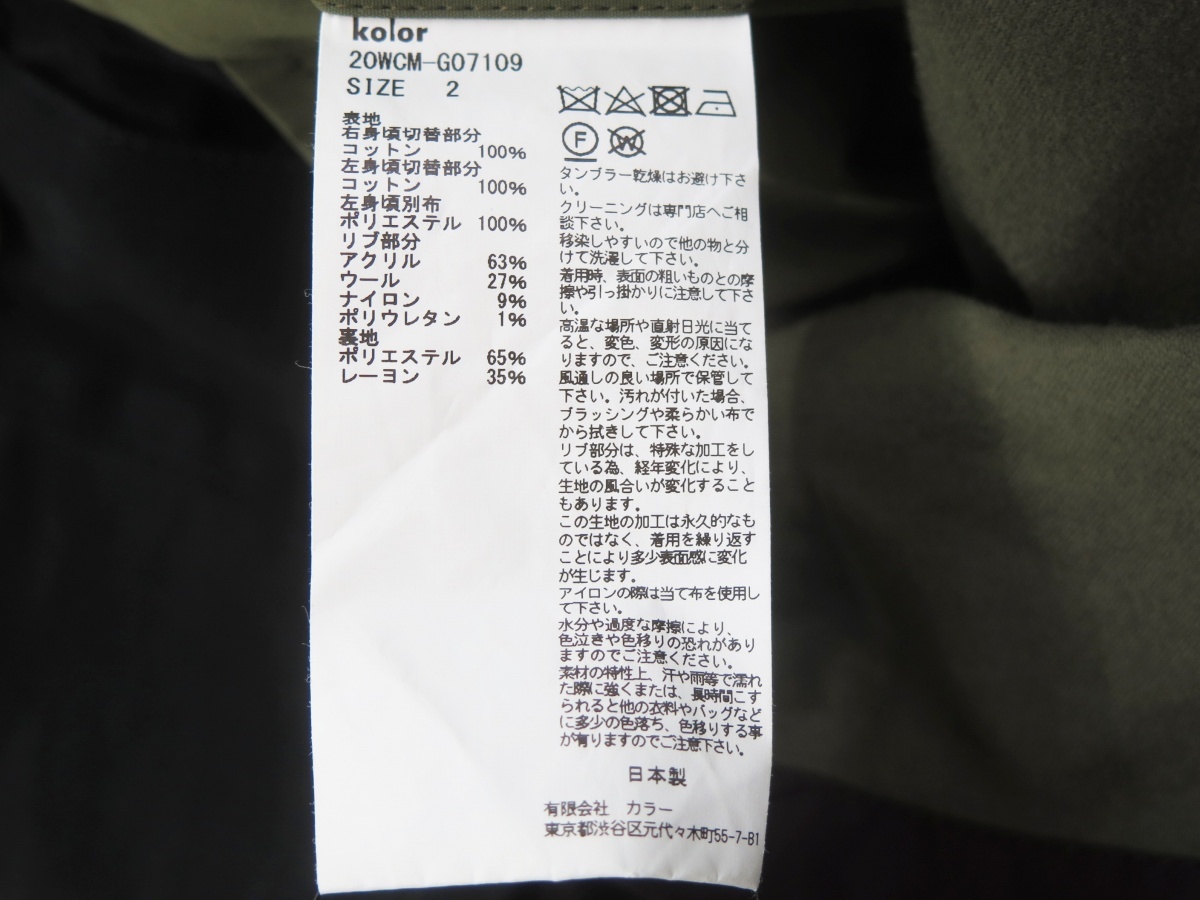 kolor
20WCM-G07109
SIZE 2
表地
右身頃切替部分
コットン 100%
左身頃切替部分
コットン 100%
左身頃別布
ポリエステル 100%
リブ部分
アクリル 63%
ウール 27%
ナイロン 9%
ポリウレタン 1%
裏地
ポリエステル 65%
レーヨン 35%
F
W
タンブラー乾燥はお避け下さ
い。
クリーニングは専門店へご相
談下さい。
移染しやすいので他の物と分
けて洗濯して下さい。
着用時、表面の粗いものとの摩
擦や引っ掛かりに注意して下さ
い。
高温な場所や直射日光に当て
ると、変色、変形の原因にな
りますので、ご注意ください。
風通しの良い場所で保管して
下さい。汚れが付いた場合、
ブラッシングや柔らかい布で
から拭きして下さい。
リブ部分は、特殊な加工をし
ている為、経年変化により、
生地の風合いが変化すること
もあります。
この生地の加工は永久的なも
のではなく、着用を繰り返す
ことにより多少表面感に変化
が生じます。
アイロンの際は当て布を使用し
て下さい。
水分や過度な摩擦により、
色泣きや色移りの恐れがあり
ますのでご注意ください。
素材の特性上、汗や雨等で濡れ
た際に強くまたは、長時間こす
られると他の衣料やバッグなど
に多少の色落ち、色移りする事
が有りますのでご注意下さい。
日本製
有限会社 カラー
東京都渋谷区元代々木町55-7-B1